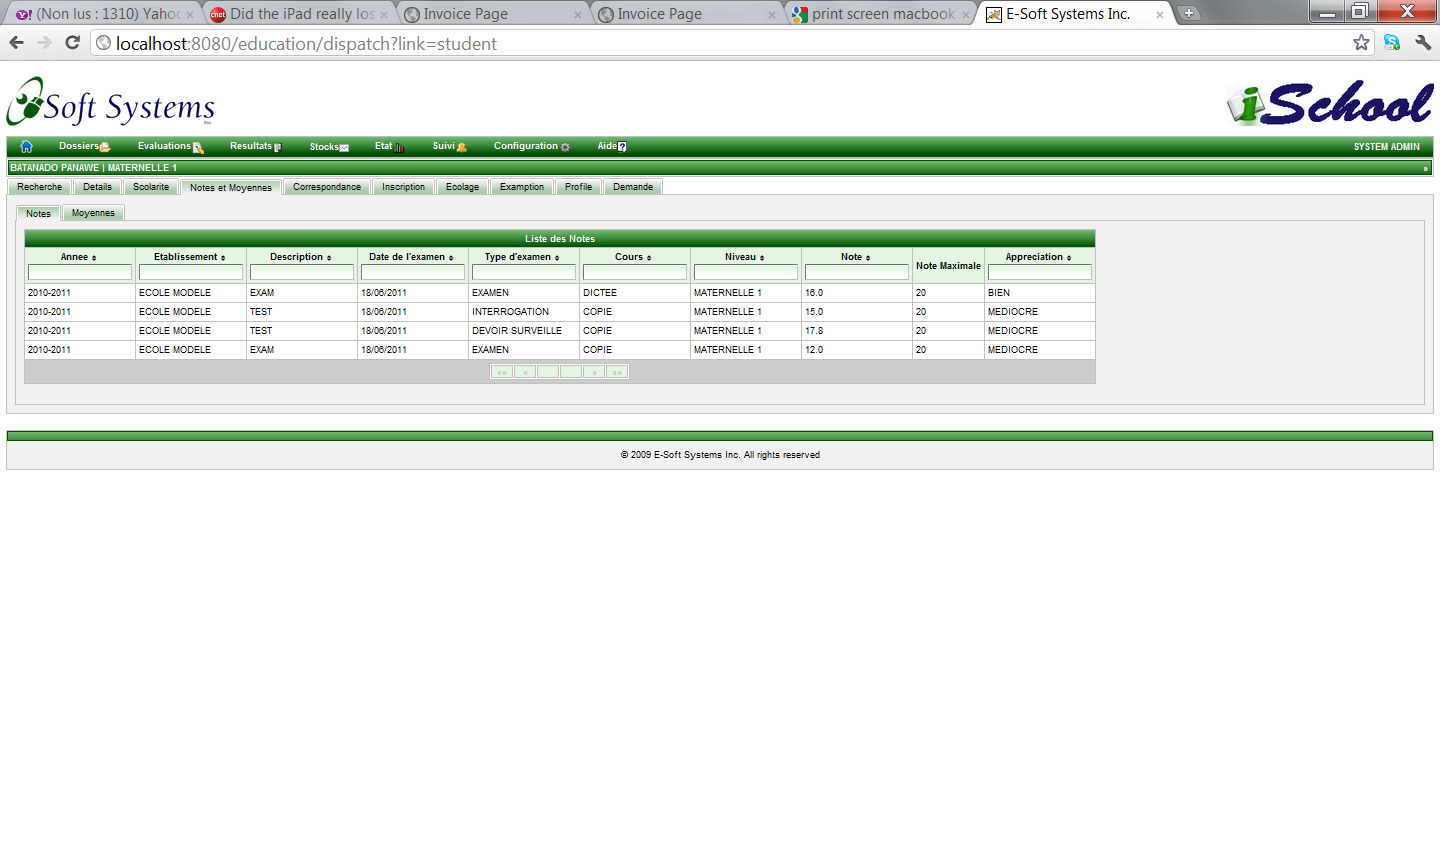 (Non lus : 1310) Yahoo Did the iPad really los Invoice Page Invoice Page print screen macbook E-Soft Systems Inc.
localhost:8080/education/dispatch?link=student
Soft Systems Inc. iSchool
Dossiers Evaluations Resultats Stocks Etat Suivi Configuration Aide SYSTEM ADMIN
BATANADO PANAWE | MATERNELLE 1 »
Recherche Details Scolarite Notes et Moyennes Correspondance Inscription Ecolage Examption Profile Demande
Notes Moyennes
Liste des Notes
Annee Etablissement Description Date de l'examen Type d'examen Cours Niveau Note Note Maximale Appreciation
2010-2011 ECOLE MODELE EXAM 18/06/2011 EXAMEN DICTEE MATERNELLE 1 16.0 20 BIEN
2010-2011 ECOLE MODELE TEST 18/06/2011 INTERROGATION COPIE MATERNELLE 1 15.0 20 MEDIOCRE
2010-2011 ECOLE MODELE TEST 18/06/2011 DEVOIR SURVEILLE COPIE MATERNELLE 1 17.8 20 MEDIOCRE
2010-2011 ECOLE MODELE EXAM 18/06/2011 EXAMEN COPIE MATERNELLE 1 12.0 20 MEDIOCRE
«« « » »»
© 2009 E-Soft Systems Inc. All rights reserved